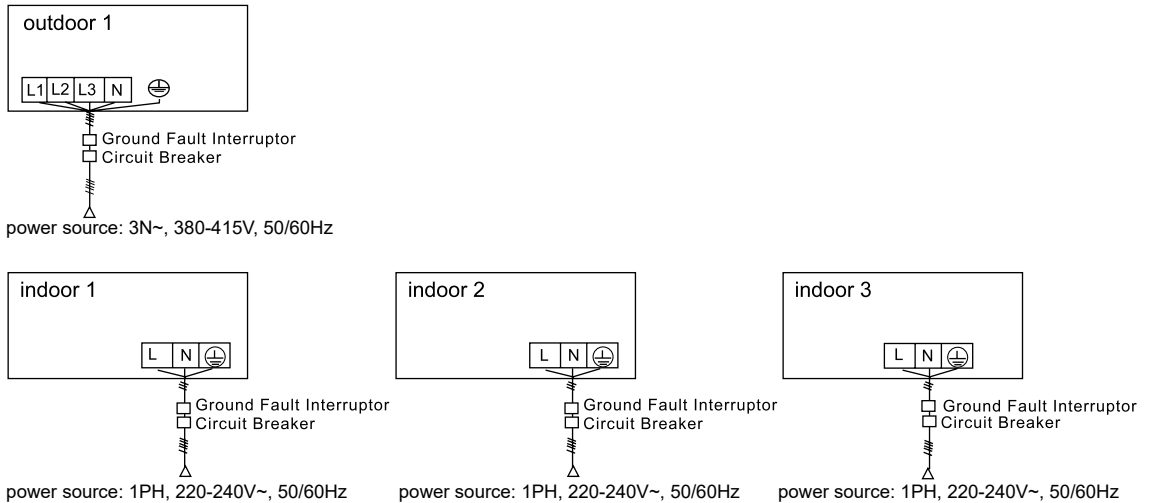 outdoor 1
L1 L2 L3 N
Ground Fault Interruptor
Circuit Breaker
power source: 3N~, 380-415V, 50/60Hz
indoor 1
L N
Ground Fault Interruptor
Circuit Breaker
power source: 1PH, 220-240V~, 50/60Hz
indoor 2
L N
Ground Fault Interruptor
Circuit Breaker
power source: 1PH, 220-240V~, 50/60Hz
indoor 3
L N
Ground Fault Interruptor
Circuit Breaker
power source: 1PH, 220-240V~, 50/60Hz